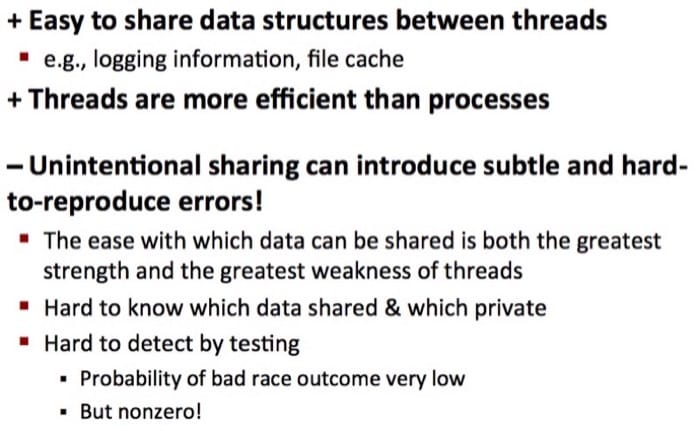 + Easy to share data structures between threads
▪ e.g., logging information, file cache
+ Threads are more efficient than processes
– Unintentional sharing can introduce subtle and hard-
to-reproduce errors!
▪ The ease with which data can be shared is both the greatest
strength and the greatest weakness of threads
▪ Hard to know which data shared & which private
▪ Hard to detect by testing
▪ Probability of bad race outcome very low
▪ But nonzero!